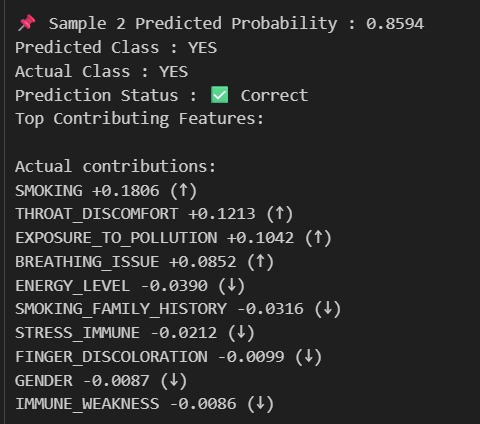 📌 Sample 2 Predicted Probability : 0.8594
Predicted Class : YES
Actual Class : YES
Prediction Status : ✅ Correct
Top Contributing Features:
Actual contributions:
SMOKING +0.1806 (↑)
THROAT_DISCOMFORT +0.1213 (↑)
EXPOSURE_TO_POLLUTION +0.1042 (↑)
BREATHING_ISSUE +0.0852 (↑)
ENERGY_LEVEL -0.0390 (↓)
SMOKING_FAMILY_HISTORY -0.0316 (↓)
STRESS_IMMUNE -0.0212 (↓)
FINGER_DISCOLORATION -0.0099 (↓)
GENDER -0.0087 (↓)
IMMUNE_WEAKNESS -0.0086 (↓)